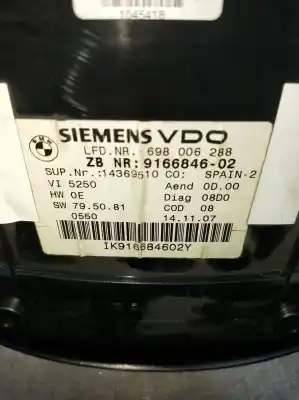 1045418
BMW
SIEMENS VDO
LFD.NR. 698 006 288
ZB NR: 9166846-02
SUP.Nr.:14369510 CO: SPAIN-2
VI 5250 Aend 0D.00
HW 0E Diag 08D0
SW 79.50.81 COD 08
0550 14.11.07
IK916684602Y